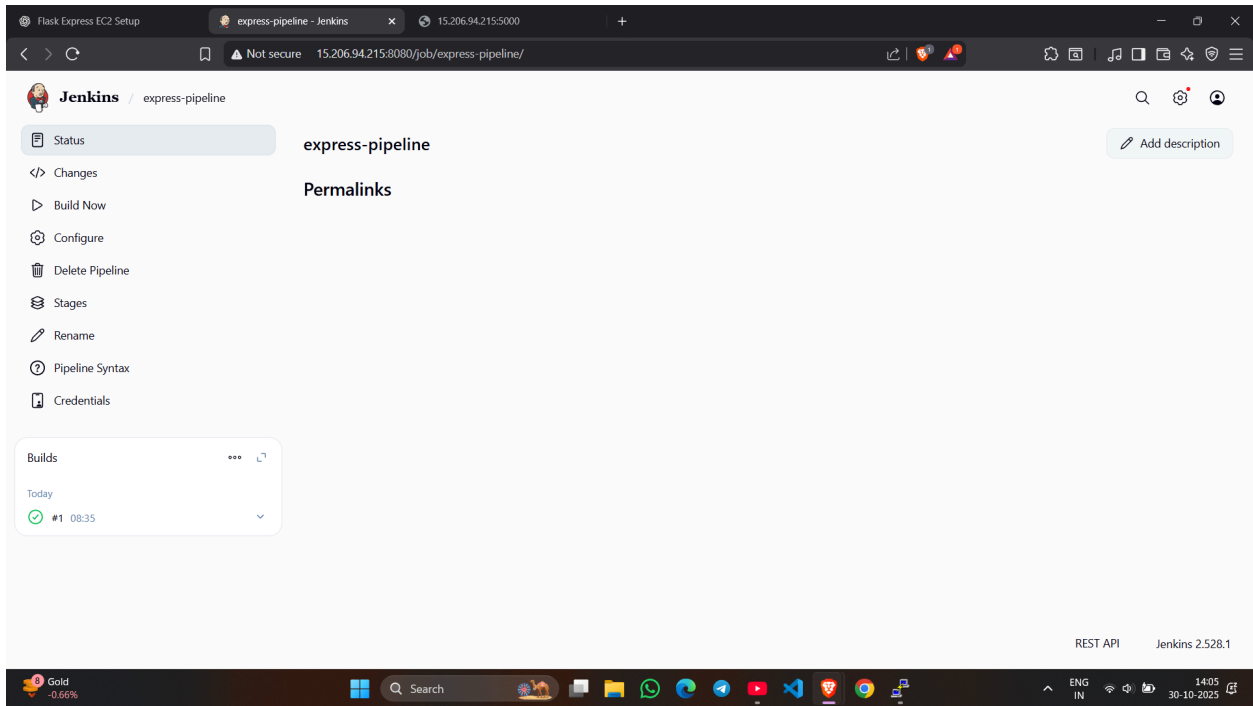 Flask Express EC2 Setup
express-pipeline - Jenkins
15.206.94.215:5000
Not secure 15.206.94.215:8080/job/express-pipeline/
1
1
Jenkins / express-pipeline
Status
Changes
Build Now
Configure
Delete Pipeline
Stages
Rename
Pipeline Syntax
Credentials
Builds
Today
#1 08:35
express-pipeline
Add description
Permalinks
REST API
Jenkins 2.528.1
8
Gold
-0.66%
Search
ENG
IN
14:05
30-10-2025